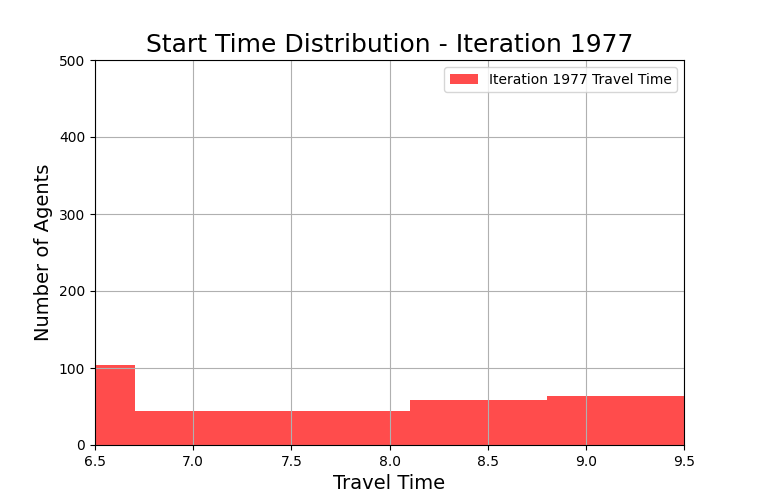 Start Time Distribution - Iteration 1977
Iteration 1977 Travel Time
Number of Agents
500
400
300
200
100
0
6.5 7.0 7.5 8.0 8.5 9.0 9.5
Travel Time